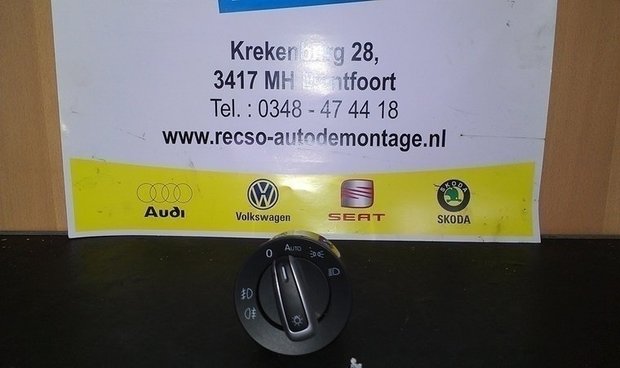 Krekenburg 28,
3417 MH Montfoort
Tel. : 0348 - 47 44 18
www.recso-autodemontage.nl
Audi
Volkswagen
SEAT
SKODA
SKODA
0 AUTO